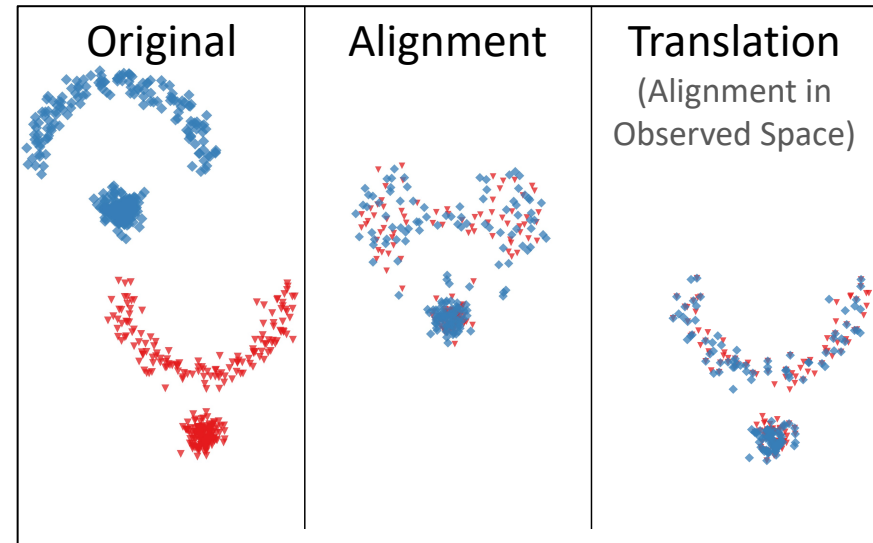 Original
Alignment
Translation
(Alignment in
Observed Space)